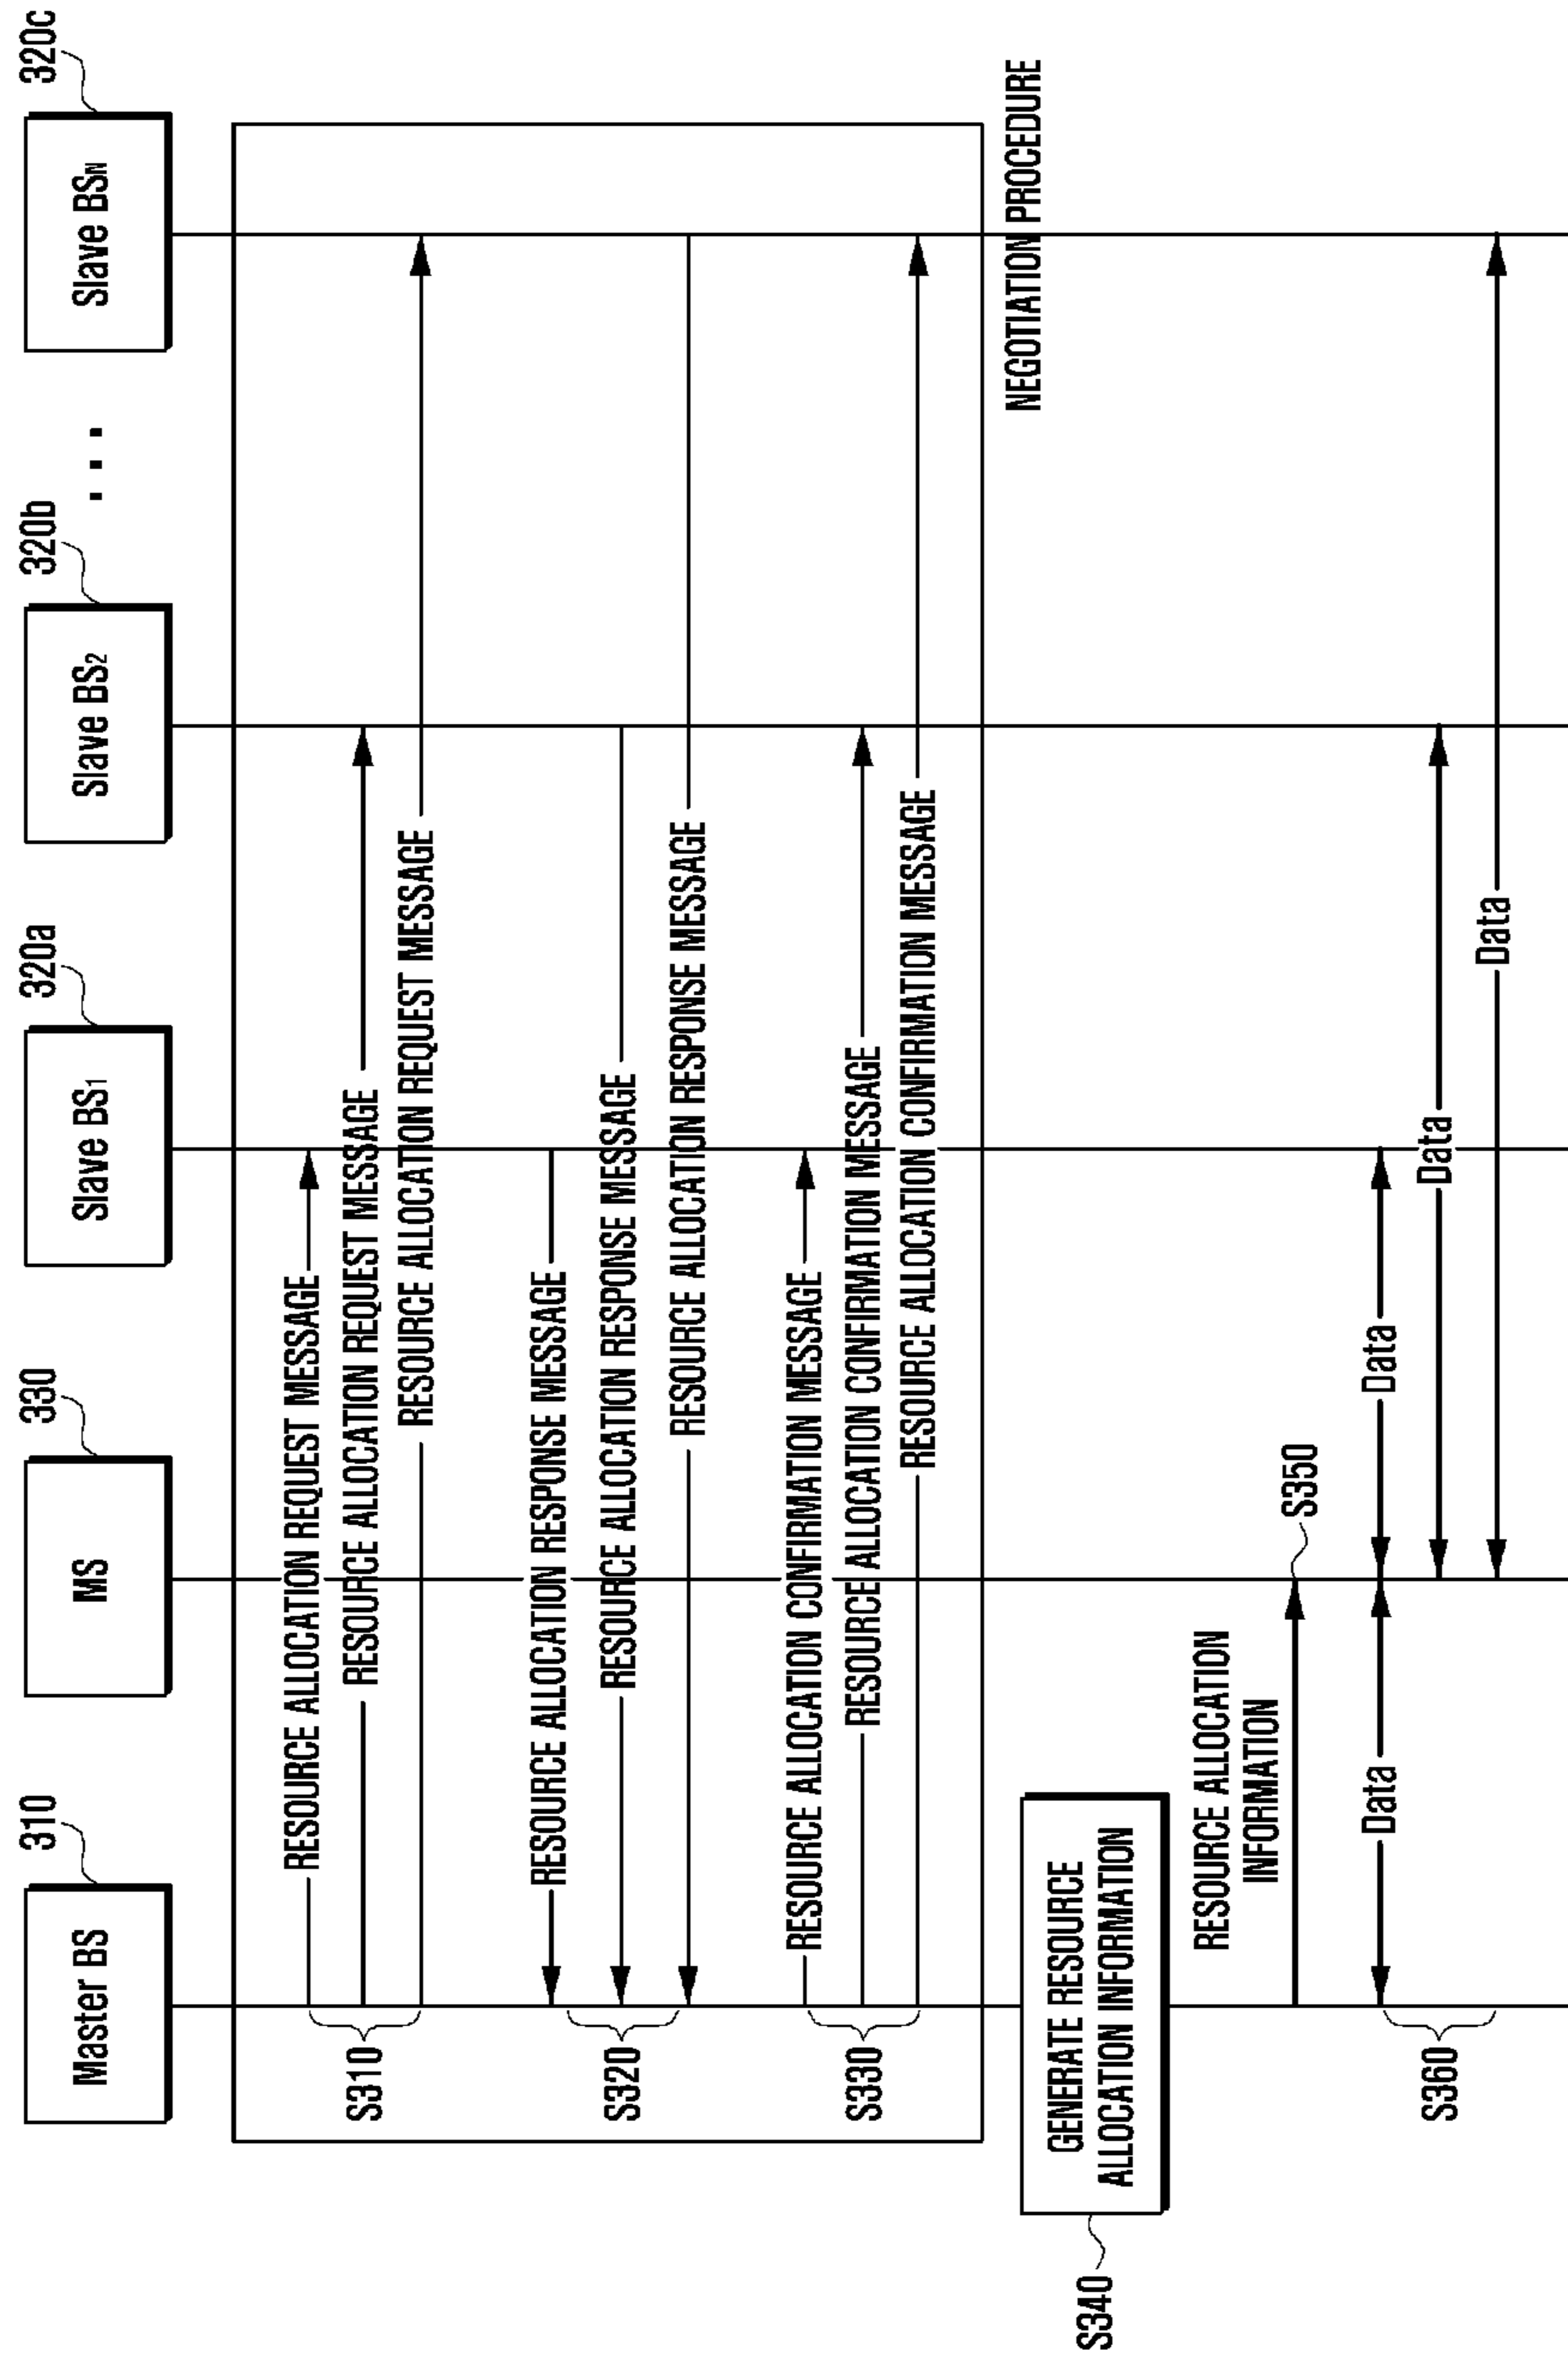 310
330
320a
320b
320c
Master BS
MS
Slave BS1
Slave BS2
...
Slave BSN
RESOURCE ALLOCATION REQUEST MESSAGE
RESOURCE ALLOCATION REQUEST MESSAGE
S310
RESOURCE ALLOCATION REQUEST MESSAGE
RESOURCE ALLOCATION RESPONSE MESSAGE
S320
RESOURCE ALLOCATION RESPONSE MESSAGE
RESOURCE ALLOCATION RESPONSE MESSAGE
RESOURCE ALLOCATION CONFIRMATION MESSAGE
S330
RESOURCE ALLOCATION CONFIRMATION MESSAGE
RESOURCE ALLOCATION CONFIRMATION MESSAGE
NEGOTIATION PROCEDURE
S340
GENERATE RESOURCE
ALLOCATION INFORMATION
RESOURCE ALLOCATION
INFORMATION
S350
Data
Data
S360
Data
Data